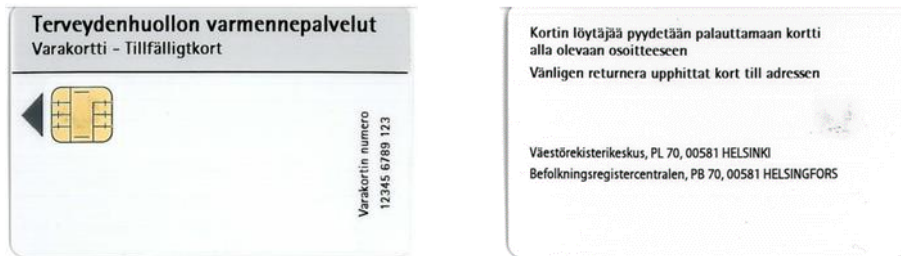 Terveydenhuollon varmennepalvelut
Varakortti – Tillfälligtkort
Varakortin numero
12345 6789 123
Kortin löytäjää pyydetään palauttamaan kortti
alla olevaan osoitteeseen
Vänligen returnera upphittat kort till adressen
Väestörekisterikeskus, PL 70, 00581 HELSINKI
Befolkningsregistercentralen, PB 70, 00581 HELSINGFORS